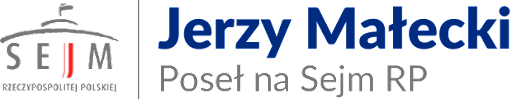 SEJM
RZECZYPOSPOLITEJ POLSKIEJ
Jerzy Małecki
Poseł na Sejm RP